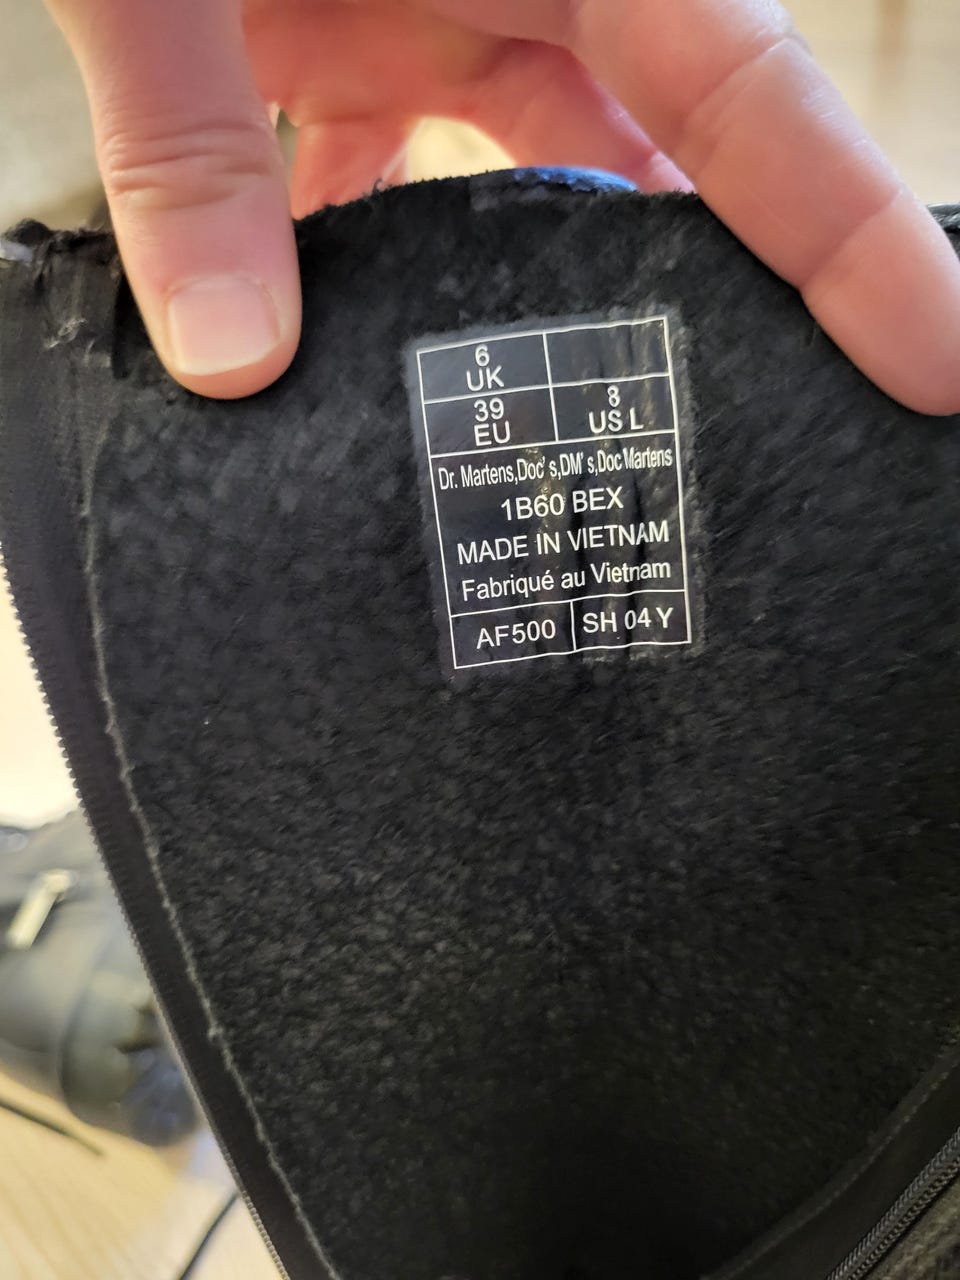 6
UK
39
EU
8
US L
Dr. Martens,Doc' s,DM' s,Doc Martens
1B60 BEX
MADE IN VIETNAM
Fabriqué au Vietnam
AF500
SH 04 Y